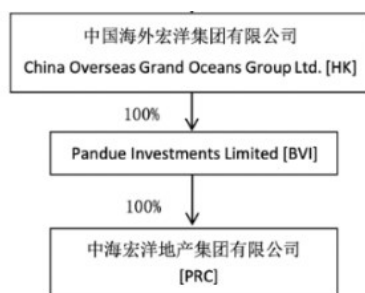 中国海外宏洋集团有限公司
China Overseas Grand Oceans Group Ltd. [HK]
100%
Pandue Investments Limited [BVI]
100%
中海宏洋地产集团有限公司
[PRC]